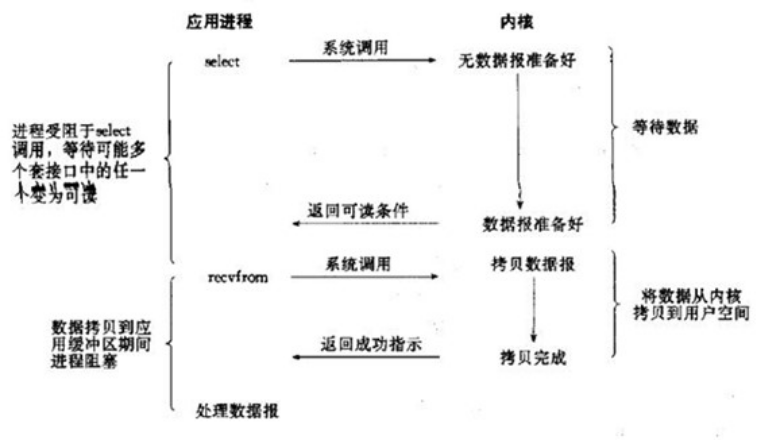 应用进程
内核
select
系统调用
无数据报准备好
进程受阻于select
调用，等待可能多
个套接口中的任一
个变为可读
等待数据
返回可读条件
数据报准备好
recvfrom
系统调用
拷贝数据报
将数据从内核
拷贝到用户空间
数据拷贝到应
用缓冲区期间
进程阻塞
返回成功指示
拷贝完成
处理数据报